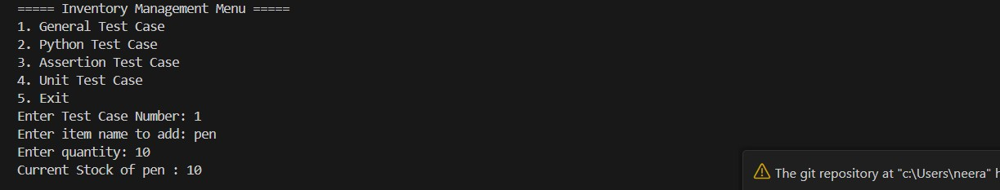 ===== Inventory Management Menu =====
1. General Test Case
2. Python Test Case
3. Assertion Test Case
4. Unit Test Case
5. Exit
Enter Test Case Number: 1
Enter item name to add: pen
Enter quantity: 10
Current Stock of pen : 10
The git repository at "c:\Users\neera" h